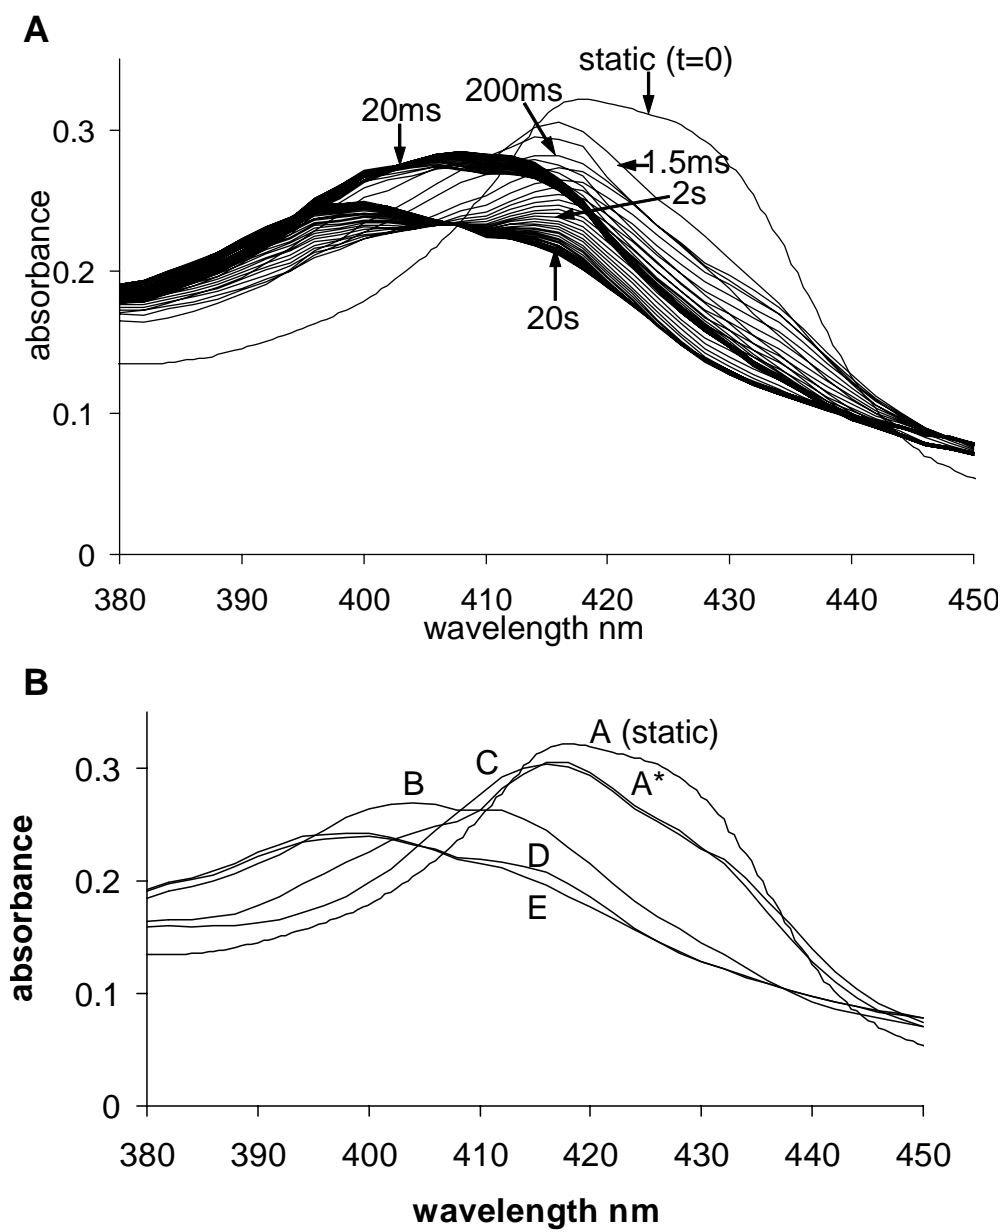 A
static (t=0)
200ms
20ms
0.3
1.5ms
2s
0.2
20s
absorbance
0.1
0
380 390 400 410 420 430 440 450
wavelength nm
B
A (static)
C
0.3
B
A*
0.2
D
E
absorbance
0.1
0
380 390 400 410 420 430 440 450
wavelength nm